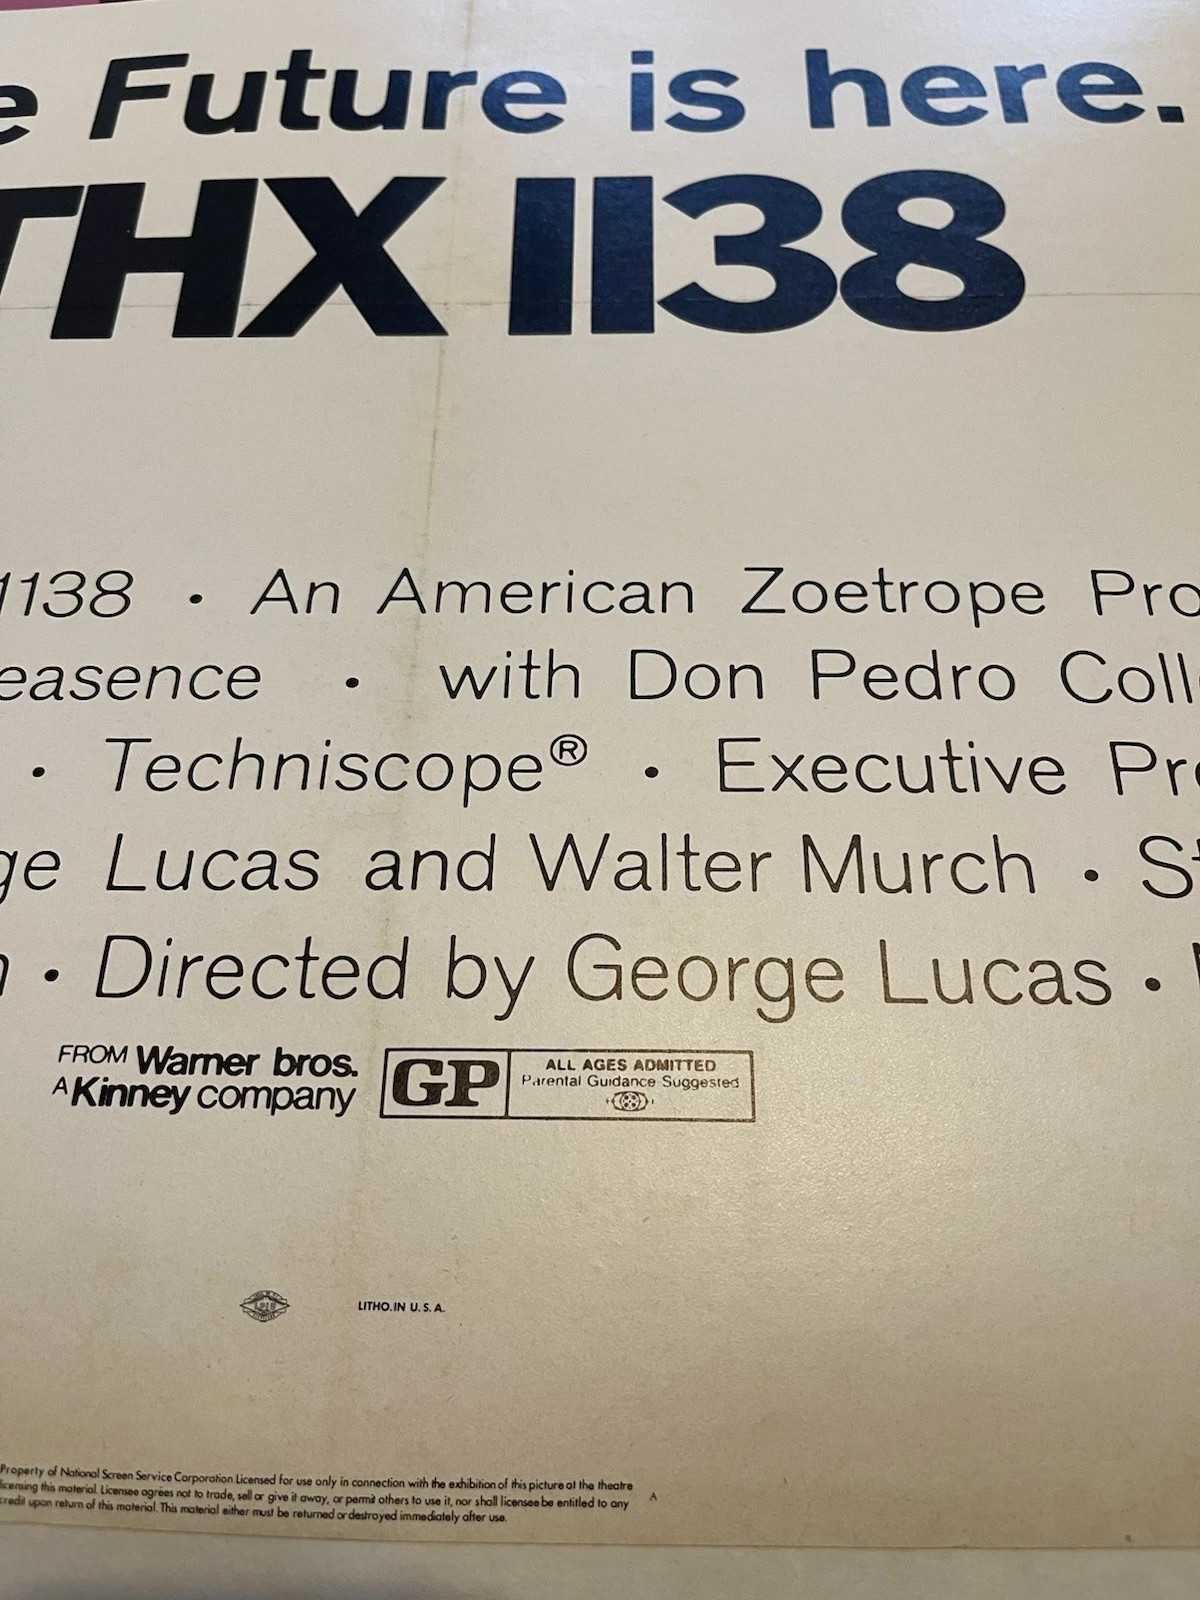 e Future is here.
THX 1138
1138 • An American Zoetrope Pro
easence • with Don Pedro Coll
• Techniscope® • Executive Pr
ge Lucas and Walter Murch • St
• Directed by George Lucas •
FROM Warner bros.
A Kinney company
GP
ALL AGES ADMITTED
Parental Guidance Suggested
LITHO. IN U. S. A.
Property of National Screen Service Corporation Licensed for use only in connection with the exhibition of this picture at the theatre
licensing this material. Licensee agrees not to trade, sell or give it away, or permit others to use it, nor shall licensee be entitled to any
credit upon return of this material. This material either must be returned or destroyed immediately after use.
A